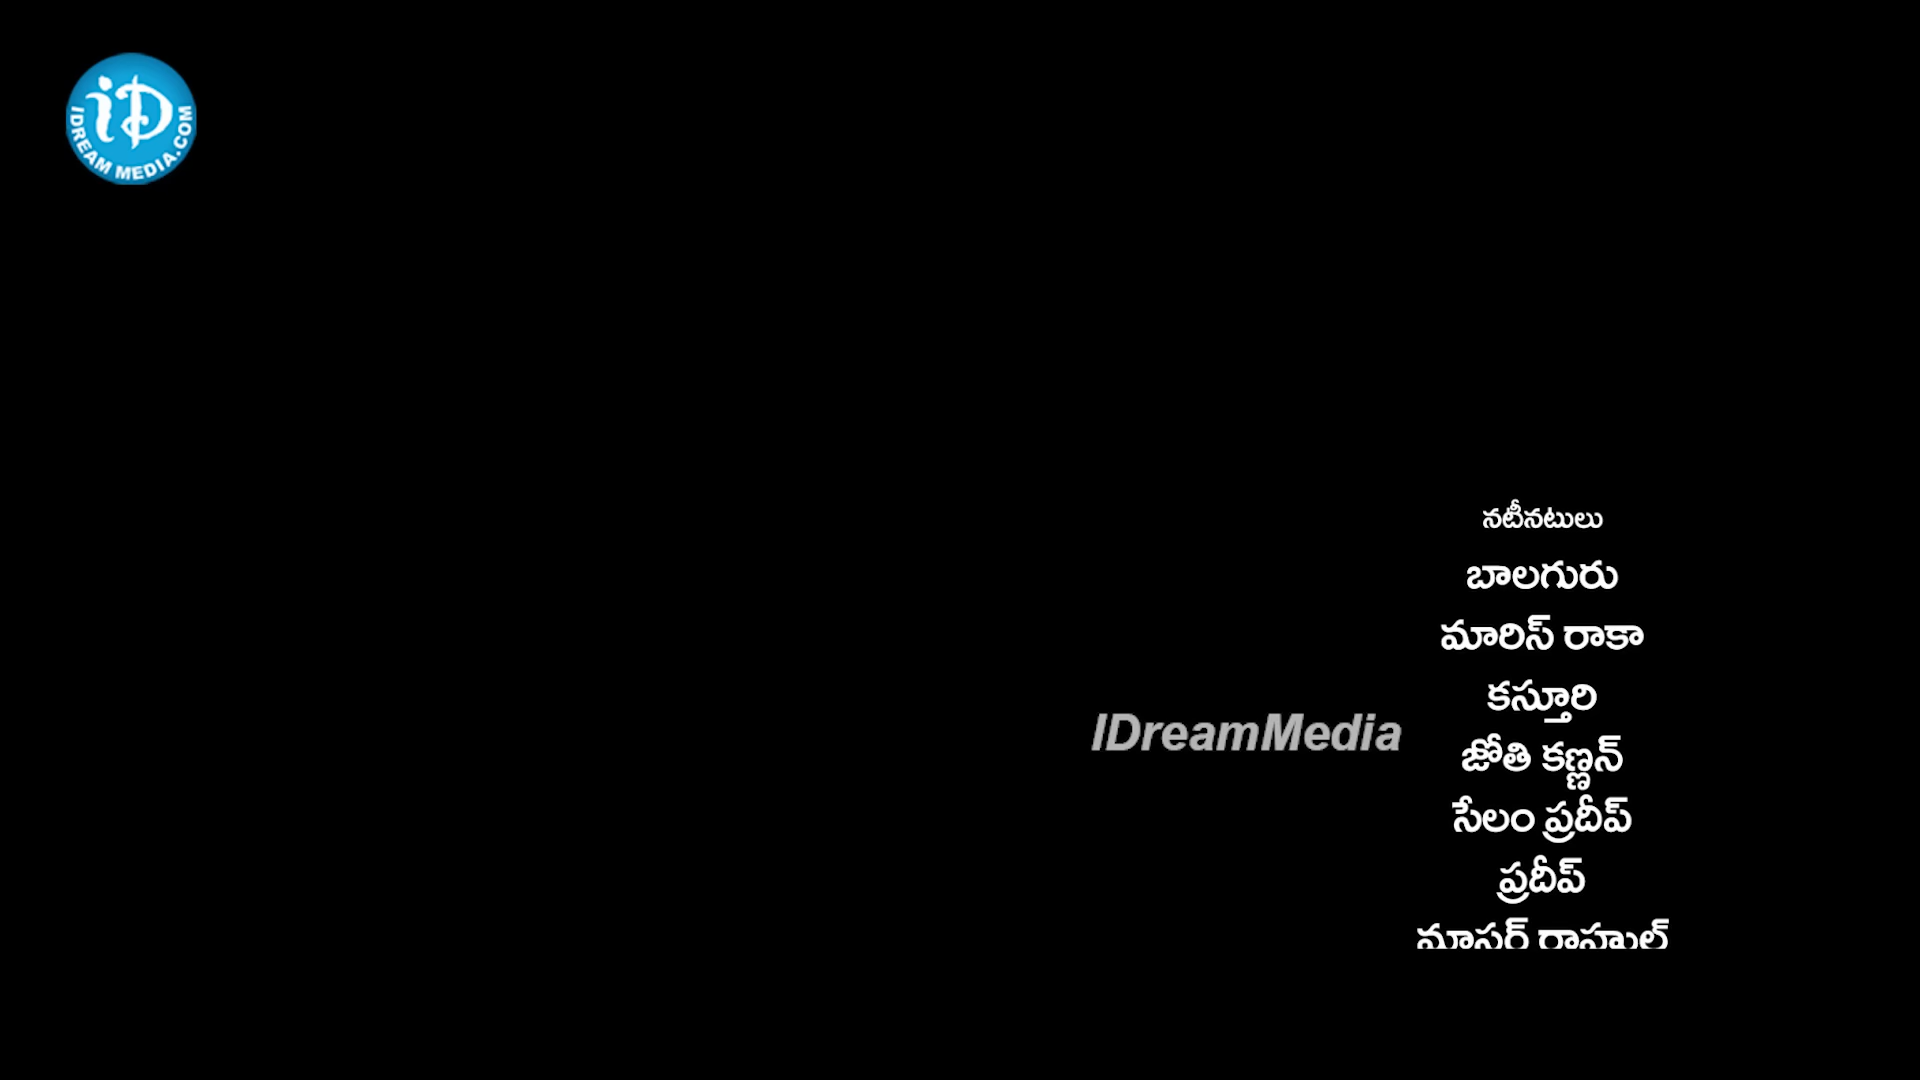 iD
IDREAM MEDIA.COM
నటీనటులు
బాలగురు
మారిస్ రాకా
కస్తూరి
IDreamMedia
జోతి కణ్ణన్
సేలం ప్రదీప్
ప్రదీప్
రాహుల్